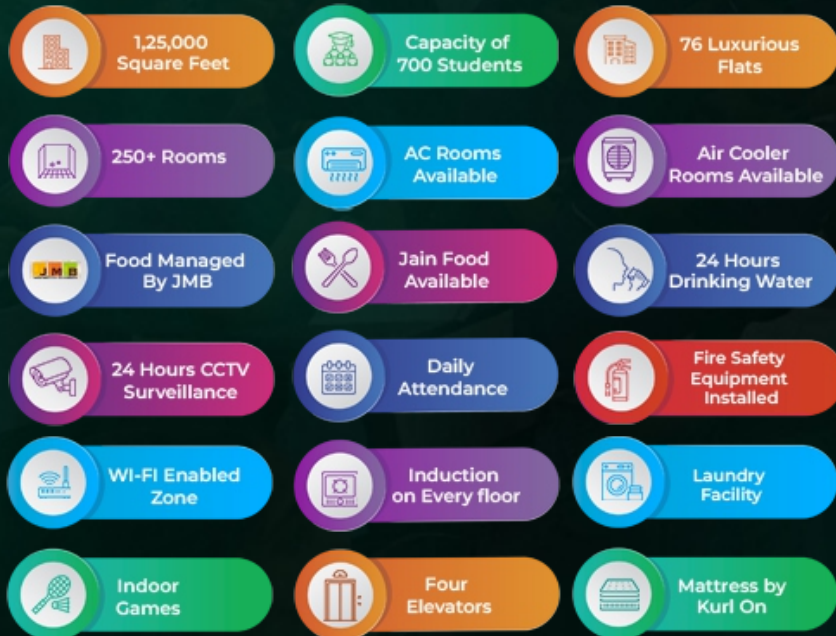 1,25,000
Square Feet
Capacity of
700 Students
76 Luxurious
Flats
250+ Rooms
AC Rooms
Available
Air Cooler
Rooms Available
JMB
Food Managed
By JMB
Jain Food
Available
24 Hours
Drinking Water
24 Hours CCTV
Surveillance
Daily
Attendance
Fire Safety
Equipment
Installed
WI-FI Enabled
Zone
Induction
on Every floor
Laundry
Facility
Indoor
Games
Four
Elevators
Mattress by
Kurl On